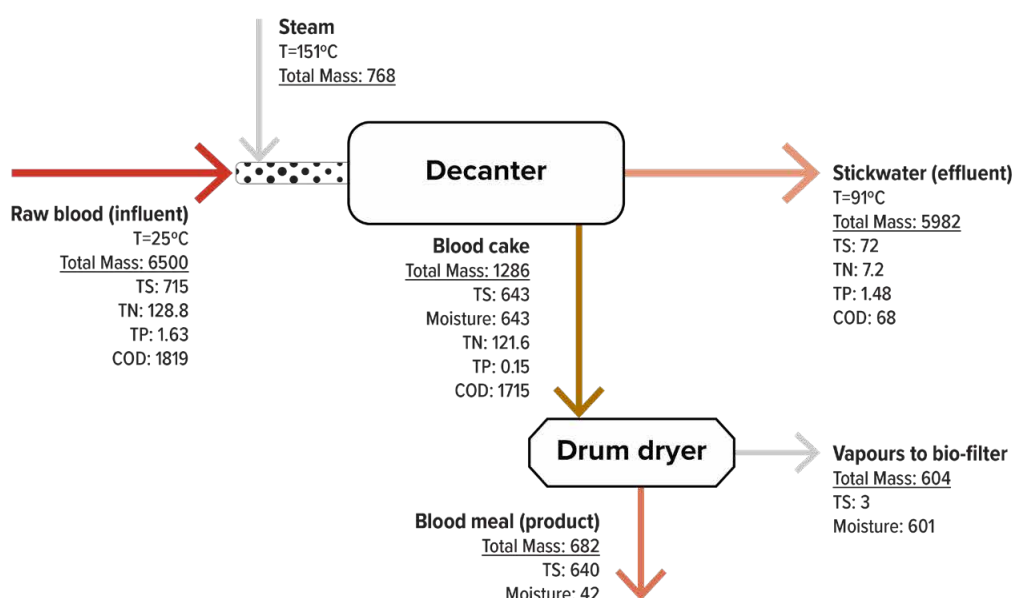 Steam
T=151ºC
Total Mass: 768
Decanter
Raw blood (influent)
T=25ºC
Total Mass: 6500
TS: 715
TN: 128.8
TP: 1.63
COD: 1819
Stickwater (effluent)
T=91ºC
Total Mass: 5982
TS: 72
TN: 7.2
TP: 1.48
COD: 68
Blood cake
Total Mass: 1286
TS: 643
Moisture: 643
TN: 121.6
TP: 0.15
COD: 1715
Drum dryer
Vapours to bio-filter
Total Mass: 604
TS: 3
Moisture: 601
Blood meal (product)
Total Mass: 682
TS: 640
Moisture: 42